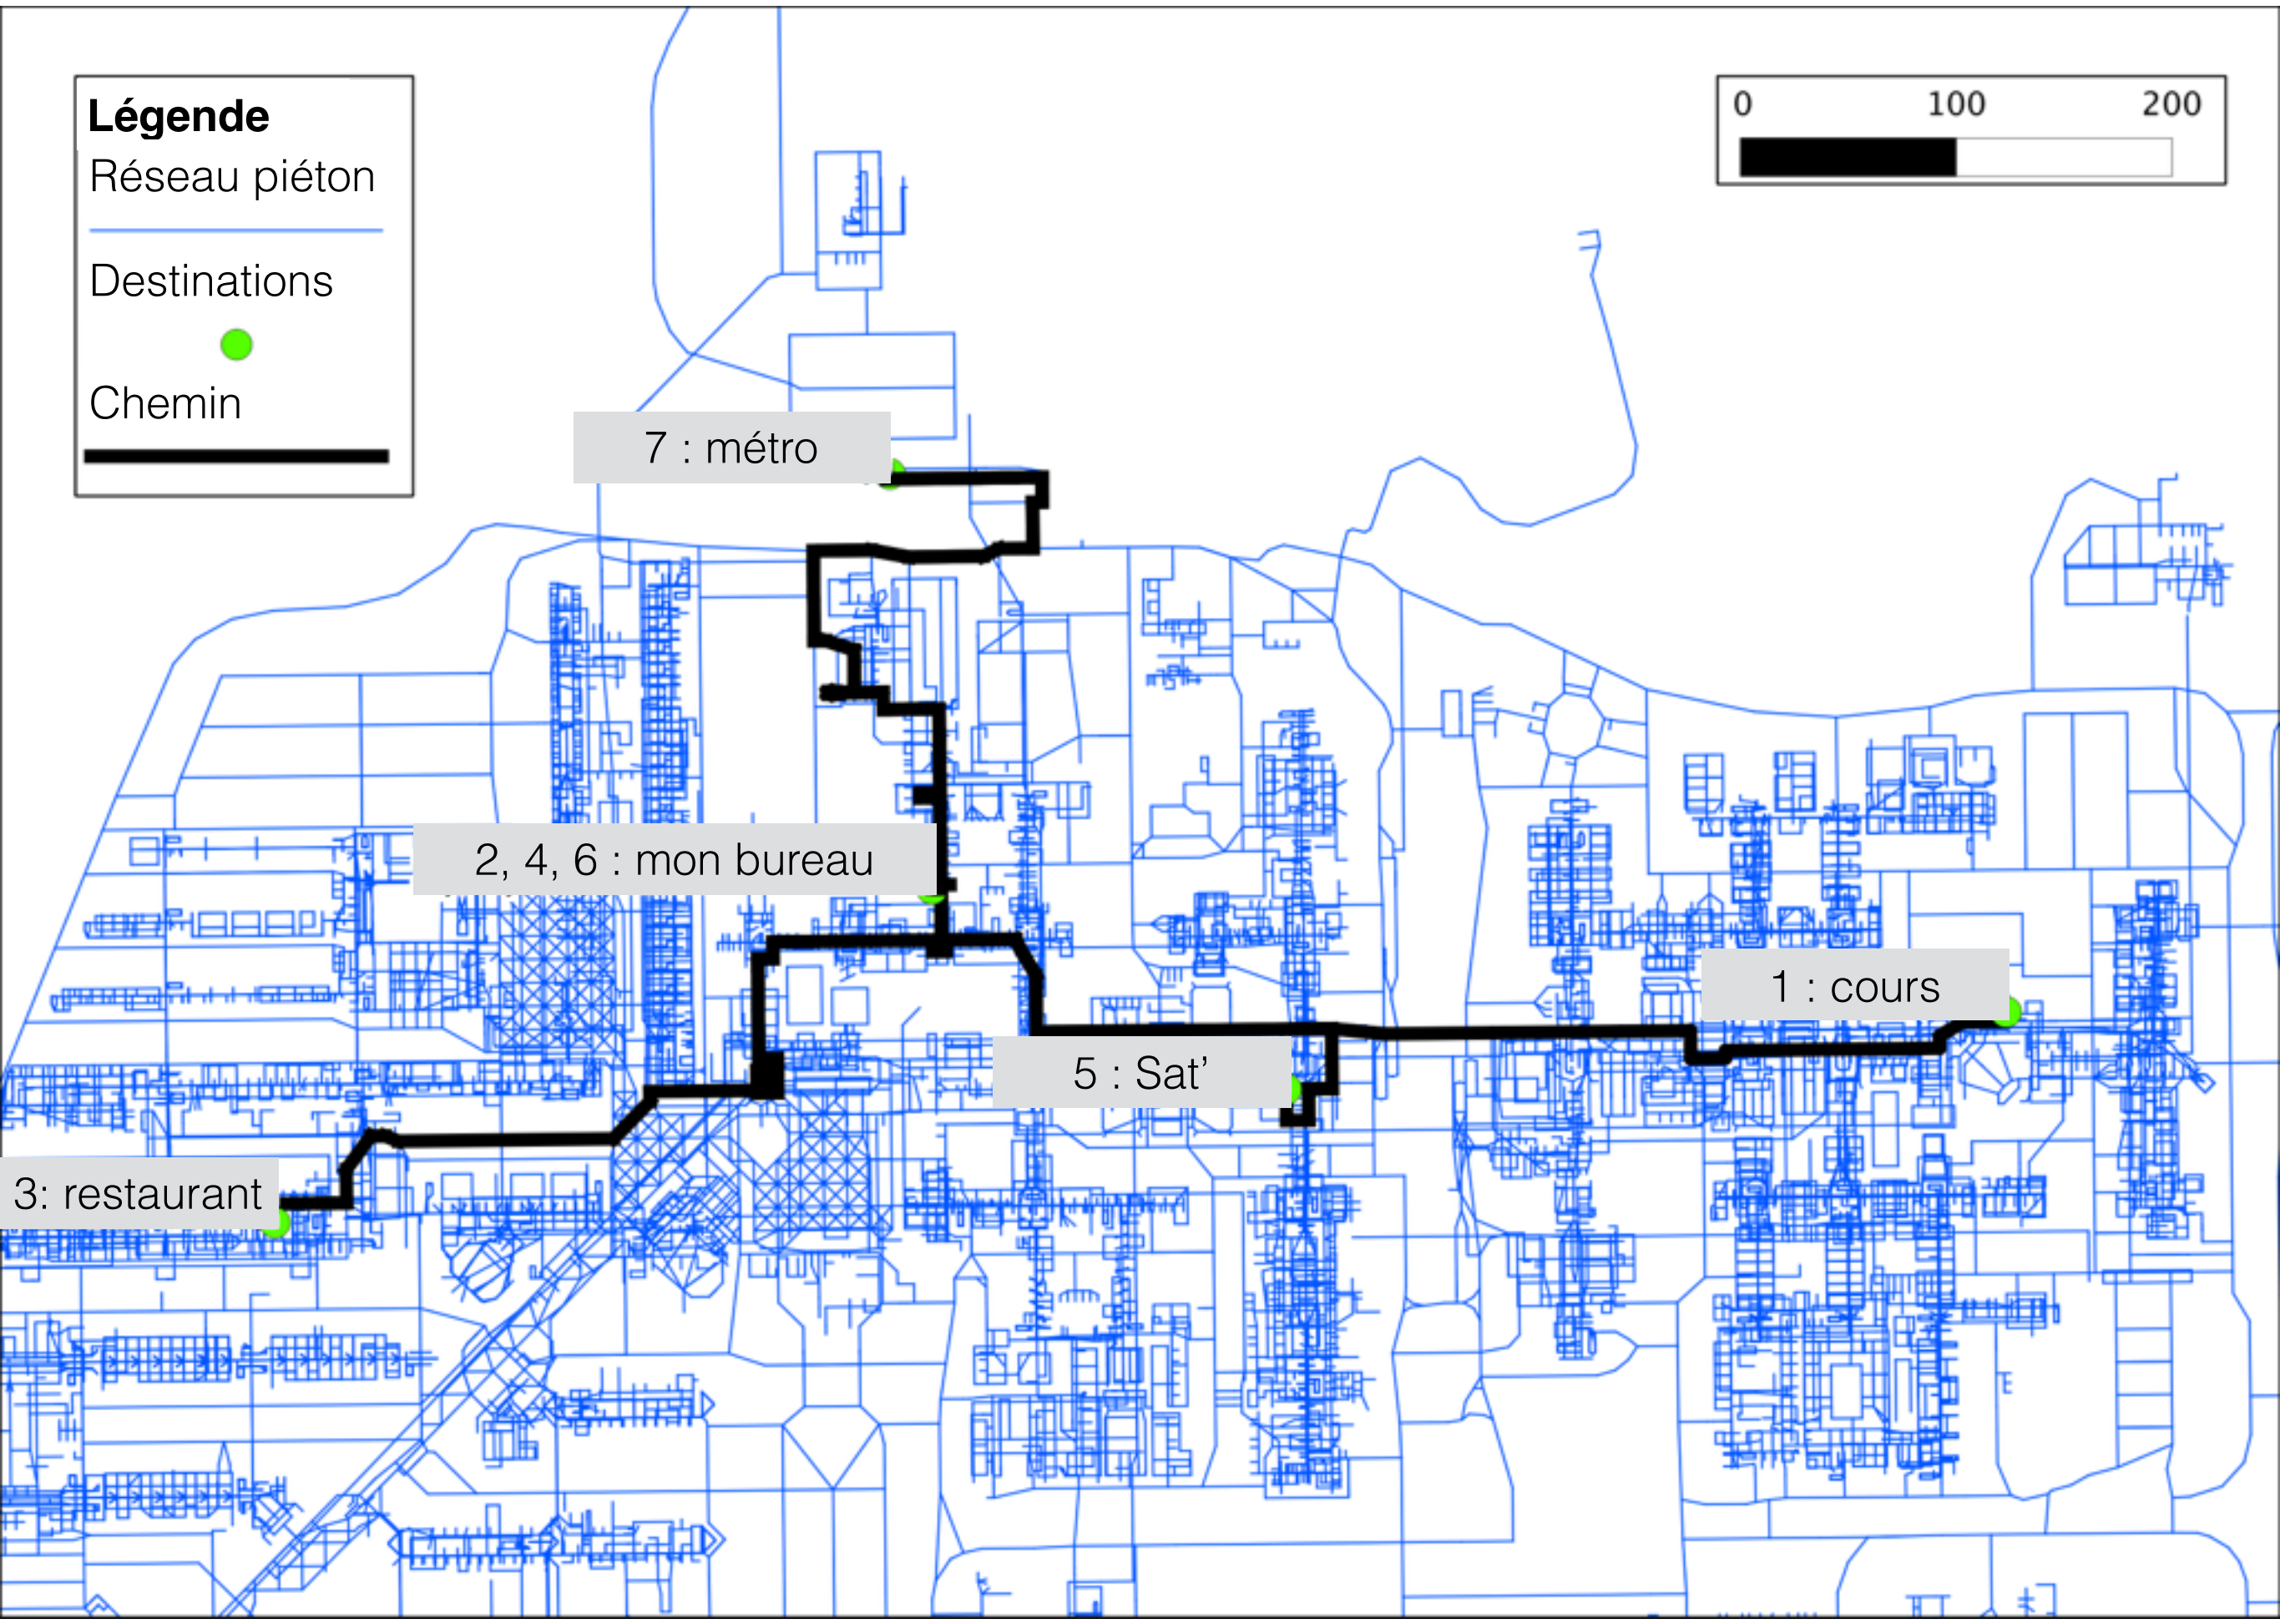 Légende
Réseau piéton
Destinations
Chemin
0 100 200
7 : métro
2, 4, 6 : mon bureau
1 : cours
5 : Sat’
3: restaurant